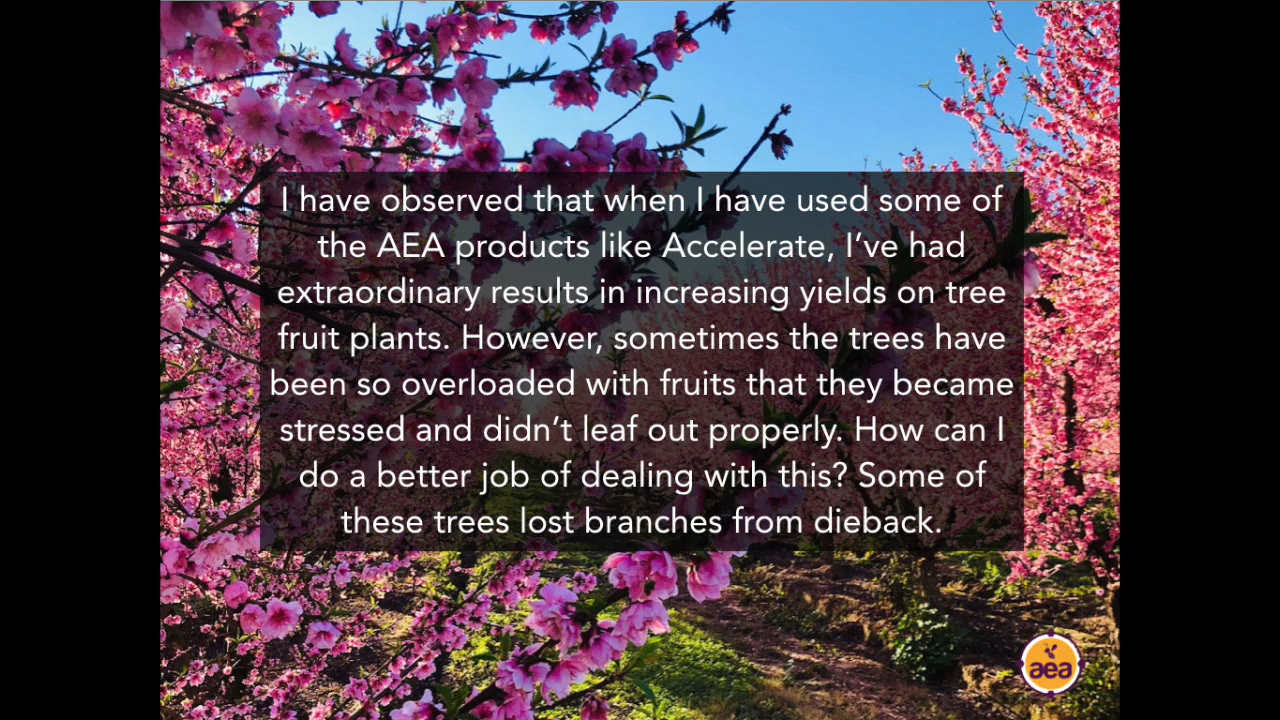 I have observed that when I have used some of
the AEA products like Accelerate, I’ve had
extraordinary results in increasing yields on tree
fruit plants. However, sometimes the trees have
been so overloaded with fruits that they became
stressed and didn’t leaf out properly. How can I
do a better job of dealing with this? Some of
these trees lost branches from dieback.
aea